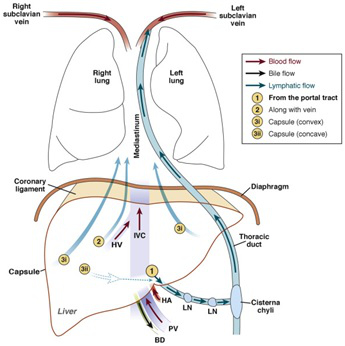 Right
subclavian
vein
Left
subclavian
vein
Blood flow
Bile flow
Lymphatic flow
1 From the portal tract
2 Along with vein
3i Capsule (convex)
3ii Capsule (concave)
Right
lung
Left
lung
Mediastinum
Coronary
ligament
Diaphragm
3i
2
HV
IVC
3i
Thoracic
duct
Capsule
3ii
1
HA
LN
LN
Cisterna
chyli
Liver
PV
BD